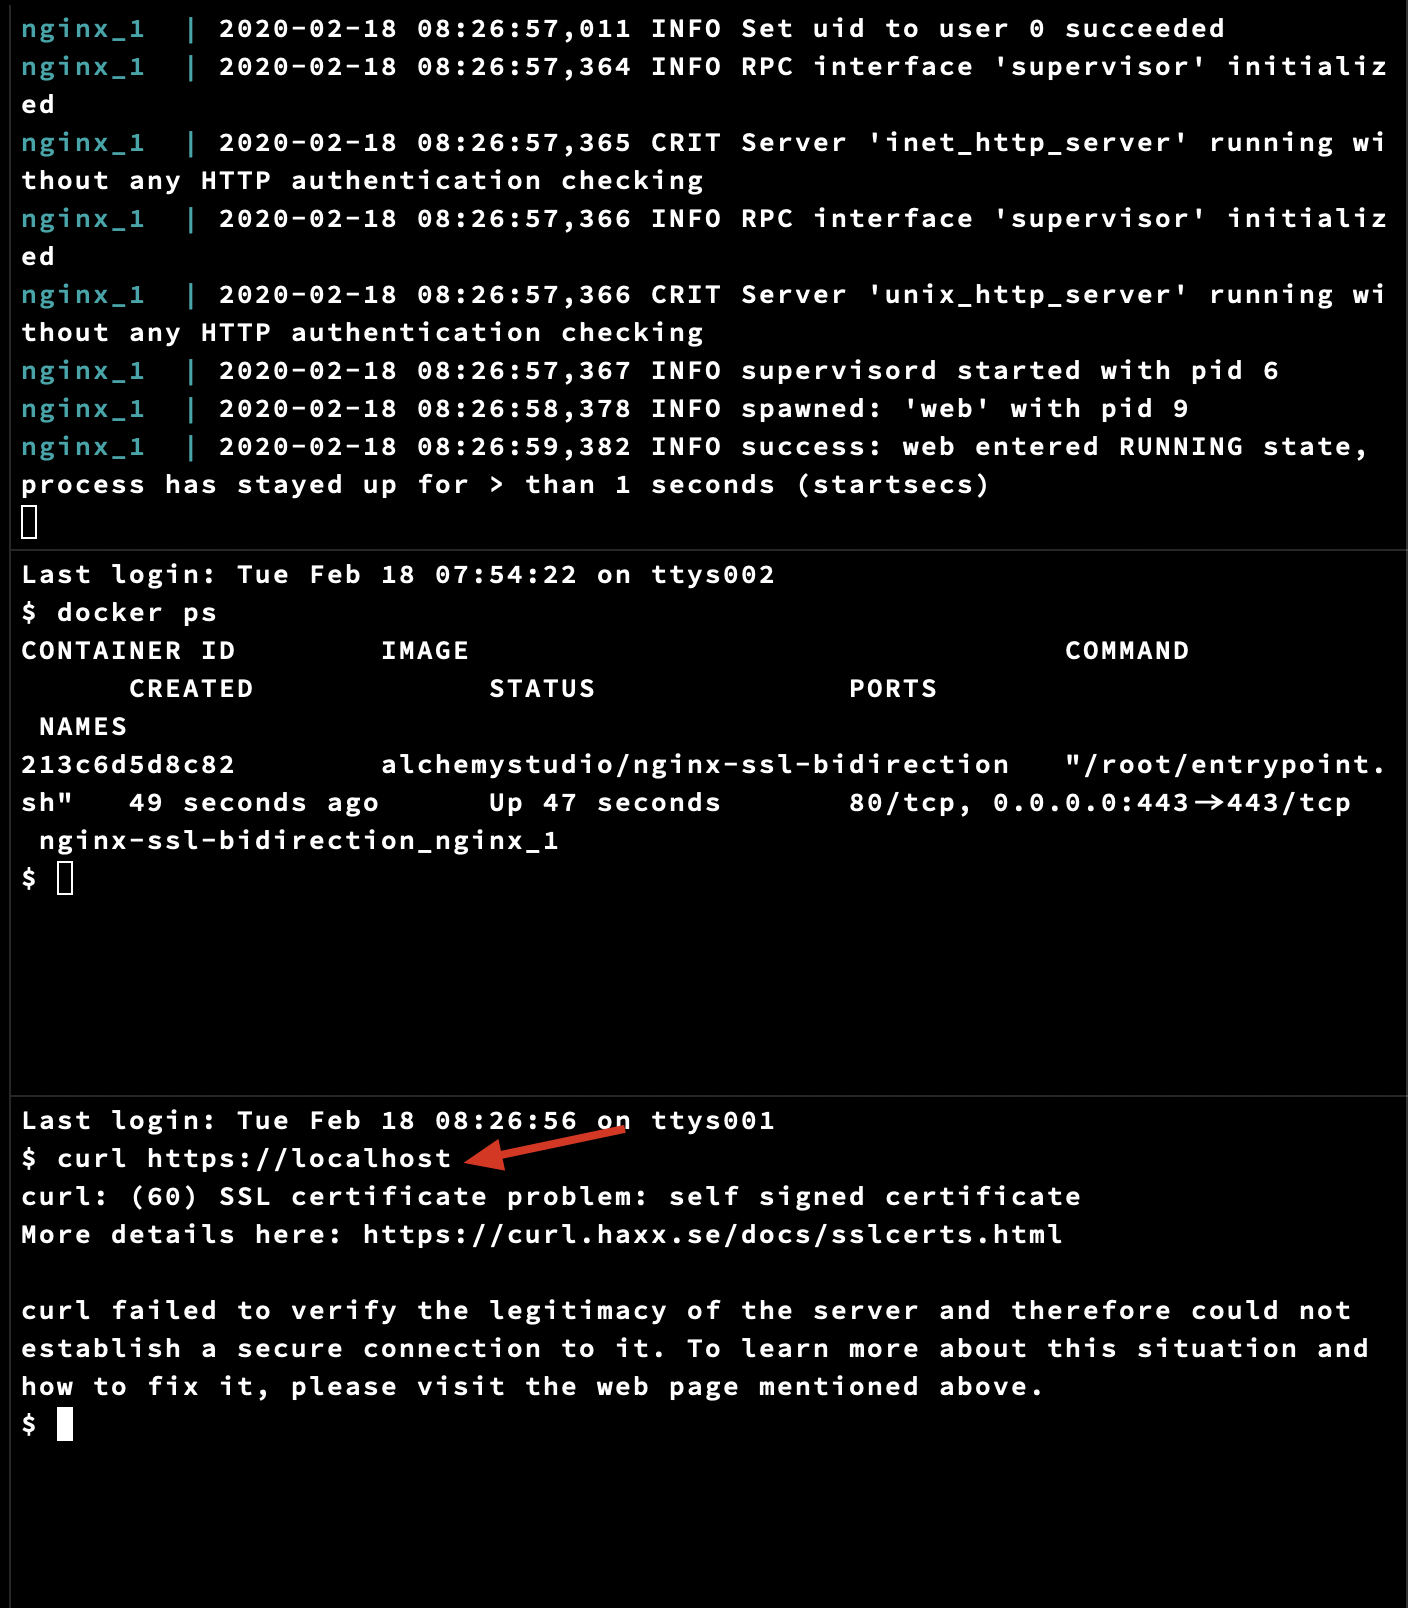 nginx_1  | 2020-02-18 08:26:57,011 INFO Set uid to user 0 succeeded
nginx_1  | 2020-02-18 08:26:57,364 INFO RPC interface 'supervisor' initializ
ed
nginx_1  | 2020-02-18 08:26:57,365 CRIT Server 'inet_http_server' running wi
thout any HTTP authentication checking
nginx_1  | 2020-02-18 08:26:57,366 INFO RPC interface 'supervisor' initializ
ed
nginx_1  | 2020-02-18 08:26:57,366 CRIT Server 'unix_http_server' running wi
thout any HTTP authentication checking
nginx_1  | 2020-02-18 08:26:57,367 INFO supervisord started with pid 6
nginx_1  | 2020-02-18 08:26:58,378 INFO spawned: 'web' with pid 9
nginx_1  | 2020-02-18 08:26:59,382 INFO success: web entered RUNNING state,
process has stayed up for > than 1 seconds (startsecs)
Last login: Tue Feb 18 07:54:22 on ttys002
$ docker ps
CONTAINER ID        IMAGE                                 COMMAND
      CREATED             STATUS              PORTS
 NAMES
213c6d5d8c82        alchemystudio/nginx-ssl-bidirection   "/root/entrypoint.
sh"   49 seconds ago      Up 47 seconds       80/tcp, 0.0.0.0:443->443/tcp
 nginx-ssl-bidirection_nginx_1
$
Last login: Tue Feb 18 08:26:56 on ttys001
$ curl https://localhost
curl: (60) SSL certificate problem: self signed certificate
More details here: https://curl.haxx.se/docs/sslcerts.html
curl failed to verify the legitimacy of the server and therefore could not
establish a secure connection to it. To learn more about this situation and
how to fix it, please visit the web page mentioned above.
$